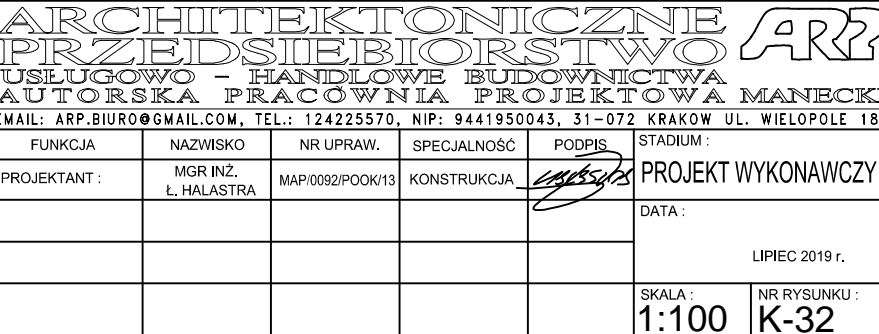 ARCHITEKTONICZNE
PRZEDSIEBIORSTWO
USŁUGOWO - HANDLOWE BUDOWNICTWA
AUTORSKA PRACÓWNIA PROJEKTOWA MANECKI
ARP
EMAIL: ARP.BIURO@GMAIL.COM, TEL.: 124225570, NIP: 9441950043, 31-072 KRAKOW UL. WIELOPOLE 18
FUNKCJA NAZWISKO NR UPRAW. SPECJALNOŚĆ PODPIS STADIUM :
PROJEKTANT : MGR INŻ. Ł. HALASTRA MAP/0092/POOK/13 KONSTRUKCJA PROJEKT WYKONAWCZY
DATA :
LIPIEC 2019 r.
SKALA : NR RYSUNKU :
1:100 K-32